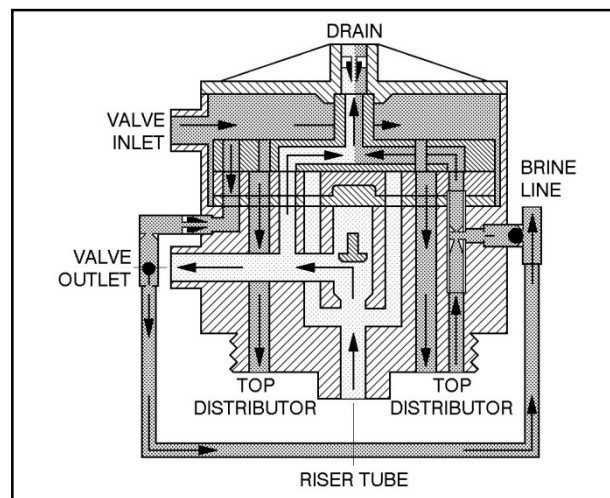 DRAIN
VALVE
INLET
BRINE
LINE
VALVE
OUTLET
TOP
DISTRIBUTOR
TOP
DISTRIBUTOR
RISER TUBE